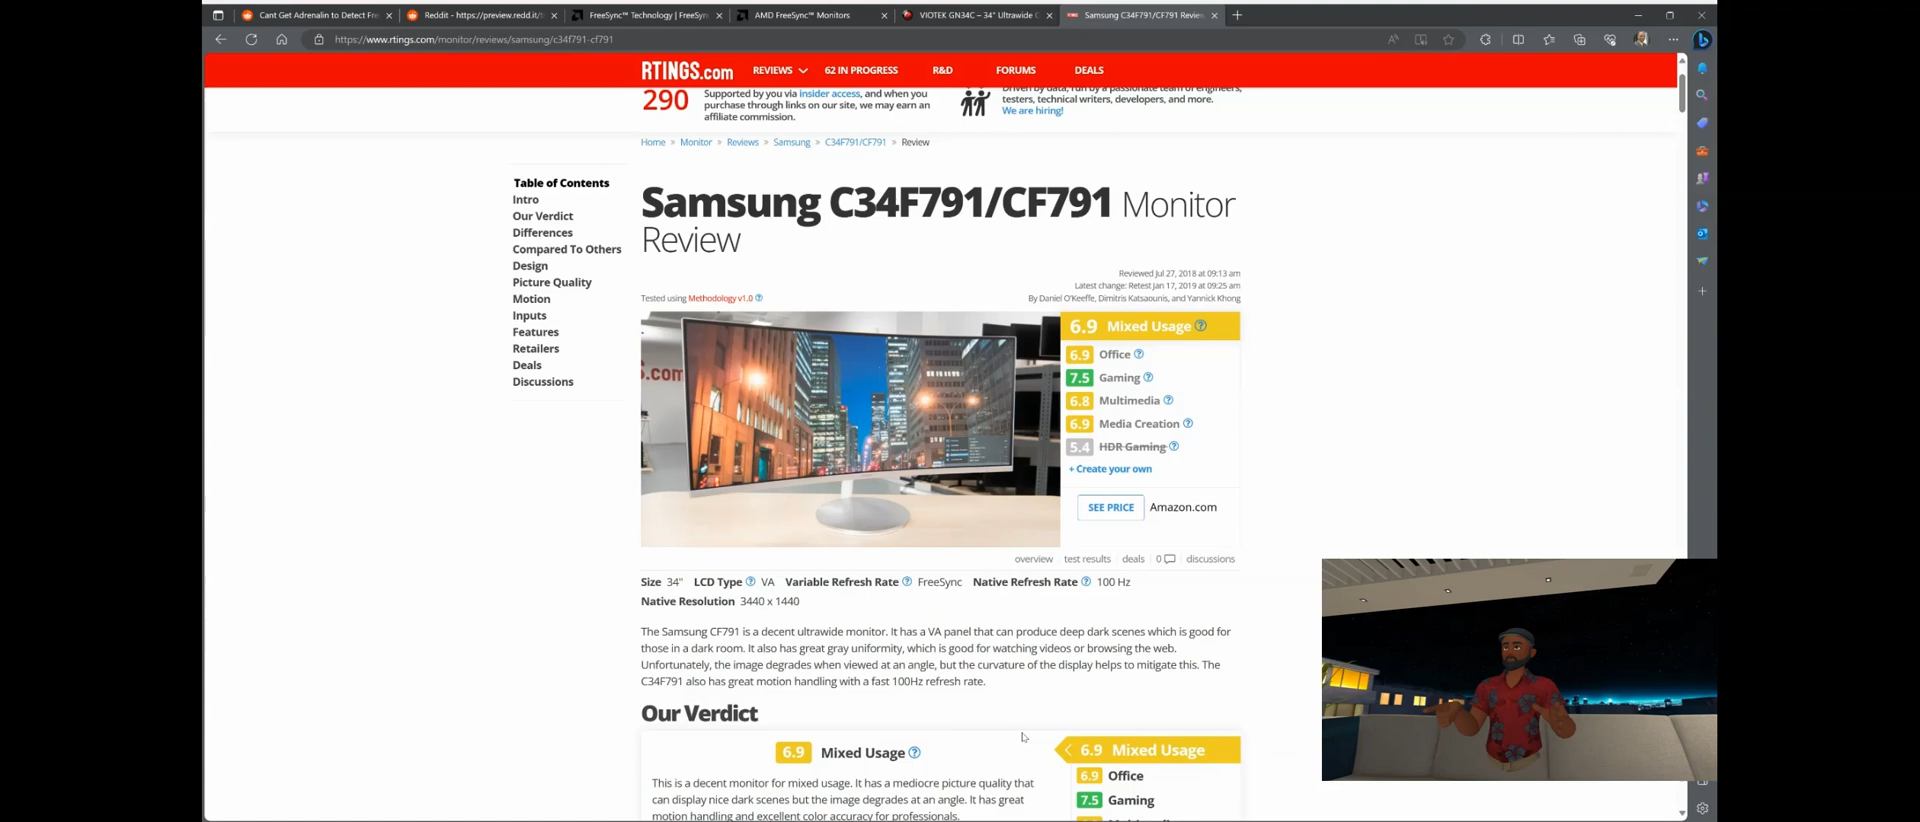 Cant Get Adrenalin to Detect Fre
Reddit - https://preview.redd.it/t
FreeSync™ Technology | FreeSyn
AMD FreeSync™ Monitors
VIOTEK GN34C – 34" Ultrawide C
Samsung C34F791/CF791 Review
https://www.rtings.com/monitor/reviews/samsung/c34f791-cf791
RTINGS.com REVIEWS 62 IN PROGRESS R&D FORUMS DEALS
290
Supported by you via insider access, and when you
purchase through links on our site, we may earn an
affiliate commission.
Driven by data, run by a passionate team of engineers,
testers, technical writers, developers, and more.
We are hiring!
Home » Monitor » Reviews » Samsung » C34F791/CF791 » Review
Table of Contents
Intro
Our Verdict
Differences
Compared To Others
Design
Picture Quality
Motion
Inputs
Features
Retailers
Deals
Discussions
Samsung C34F791/CF791 Monitor
Review
Reviewed Jul 27, 2018 at 09:13 am
Latest change: Retest Jan 17, 2019 at 09:25 am
Tested using Methodology v1.0
By Daniel O'Keeffe, Dimitris Katsaounis, and Yannick Khong
s.com
6.9 Mixed Usage
6.9 Office
7.5 Gaming
6.8 Multimedia
6.9 Media Creation
5.4 HDR Gaming
+ Create your own
SEE PRICE Amazon.com
overview test results deals 0 discussions
Size 34" LCD Type VA Variable Refresh Rate FreeSync Native Refresh Rate 100 Hz
Native Resolution 3440 x 1440
The Samsung CF791 is a decent ultrawide monitor. It has a VA panel that can produce deep dark scenes which is good for
those in a dark room. It also has great gray uniformity, which is good for watching videos or browsing the web.
Unfortunately, the image degrades when viewed at an angle, but the curvature of the display helps to mitigate this. The
C34F791 also has great motion handling with a fast 100Hz refresh rate.
Our Verdict
6.9 Mixed Usage
This is a decent monitor for mixed usage. It has a mediocre picture quality that
can display nice dark scenes but the image degrades at an angle. It has great
motion handling and excellent color accuracy for professionals.
6.9 Mixed Usage
6.9 Office
7.5 Gaming